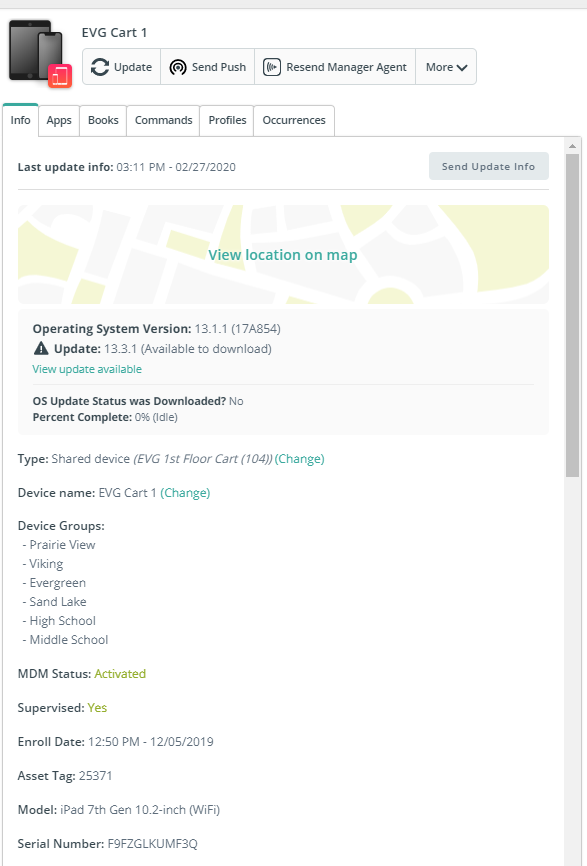 EVG Cart 1
Update Send Push Resend Manager Agent More
Info Apps Books Commands Profiles Occurrences
Last update info: 03:11 PM - 02/27/2020 Send Update Info
View location on map
Operating System Version: 13.1.1 (17A854)
Update: 13.3.1 (Available to download)
View update available
OS Update Status was Downloaded? No
Percent Complete: 0% (Idle)
Type: Shared device (EVG 1st Floor Cart (104)) (Change)
Device name: EVG Cart 1 (Change)
Device Groups:
- Prairie View
- Viking
- Evergreen
- Sand Lake
- High School
- Middle School
MDM Status: Activated
Supervised: Yes
Enroll Date: 12:50 PM - 12/05/2019
Asset Tag: 25371
Model: iPad 7th Gen 10.2-inch (WiFi)
Serial Number: F9FZGLKUMF3Q